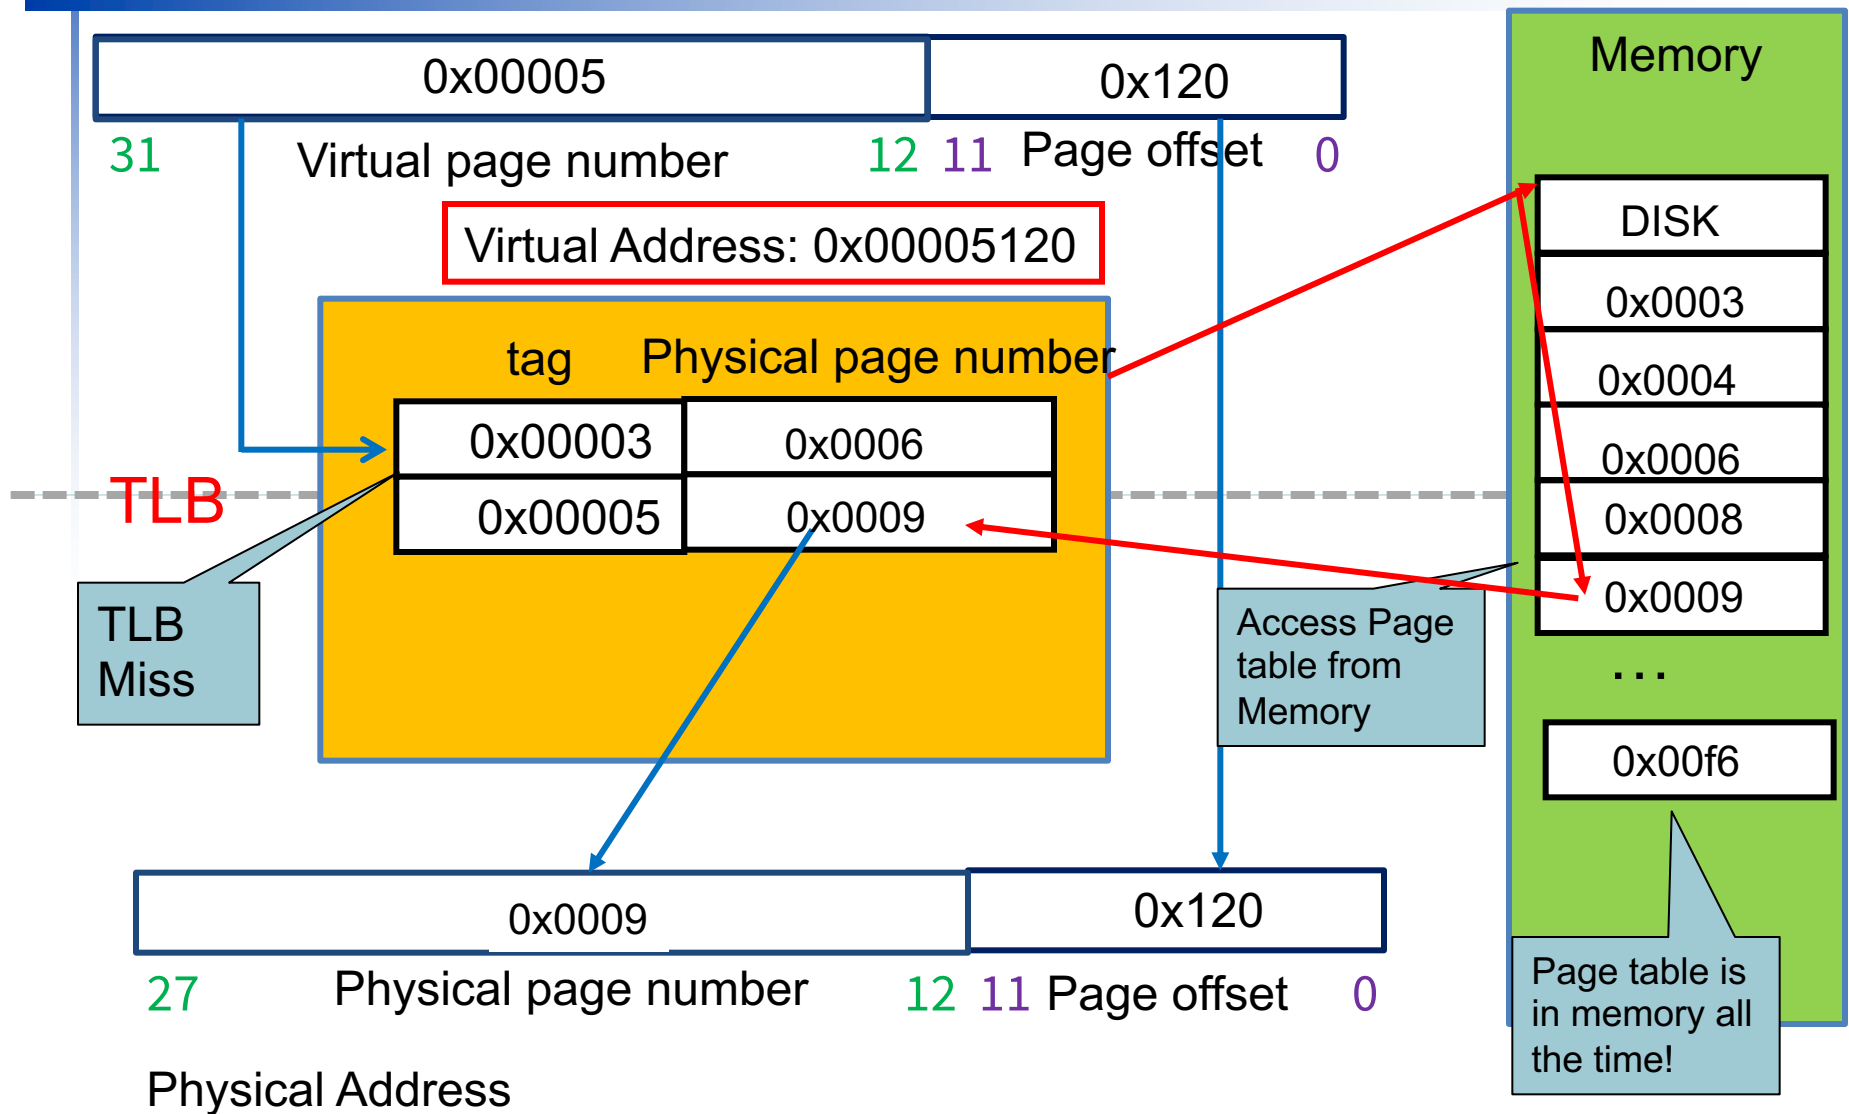 0x00005
0x120
31
Virtual page number
12
11
Page offset
0
Virtual Address: 0x00005120
tag
Physical page number
0x00003
0x0006
0x00005
0x0009
TLB
TLB
Miss
Memory
DISK
0x0003
0x0004
0x0006
0x0008
0x0009
...
0x00f6
Access Page
table from
Memory
Page table is
in memory all
the time!
0x0009
0x120
27
Physical page number
12
11
Page offset
0
Physical Address